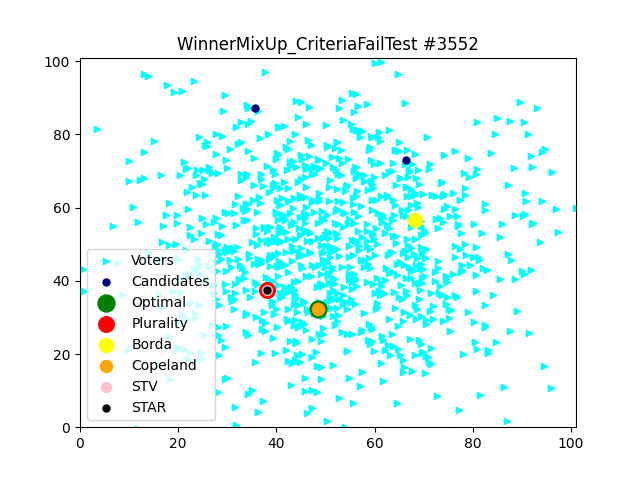 WinnerMixUp_CriteriaFailTest #3552
100
80
60
40
20
0
0
20
40
60
80
100
Voters
Candidates
Optimal
Plurality
Borda
Copeland
STV
STAR